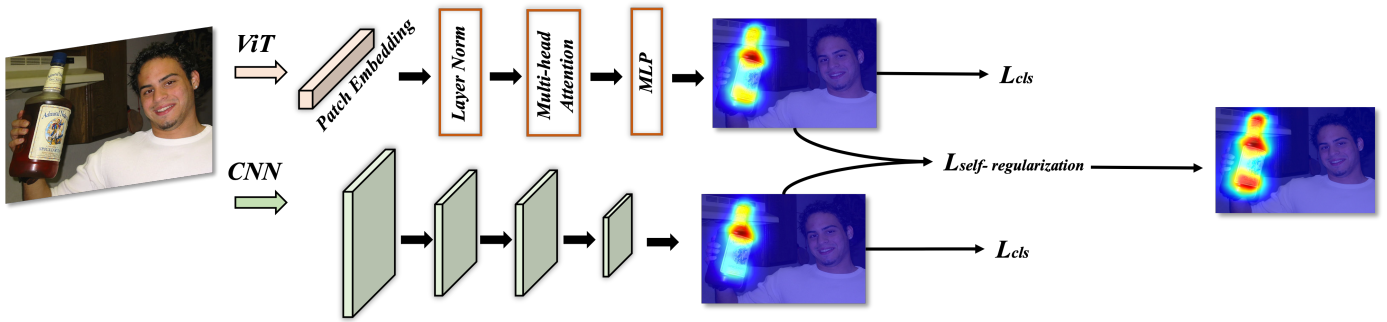 ViT
Patch Embedding
Layer Norm
Multi-head
Attention
MLP
Lcls
CNN
Lself- regularization
Lcls